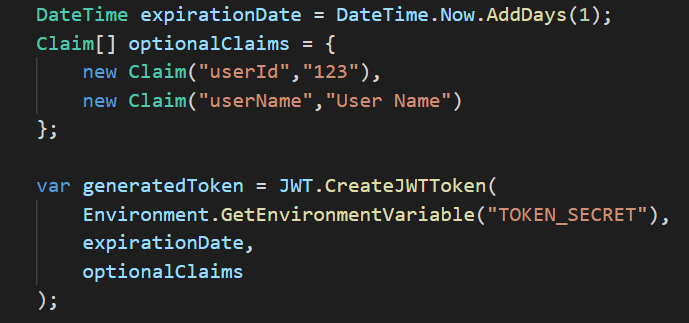 DateTime expirationDate = DateTime.Now.AddDays(1);
Claim[] optionalClaims = {
    new Claim("userId","123"),
    new Claim("userName","User Name")
};

var generatedToken = JWT.CreateJWTToken(
    Environment.GetEnvironmentVariable("TOKEN_SECRET"),
    expirationDate,
    optionalClaims
);